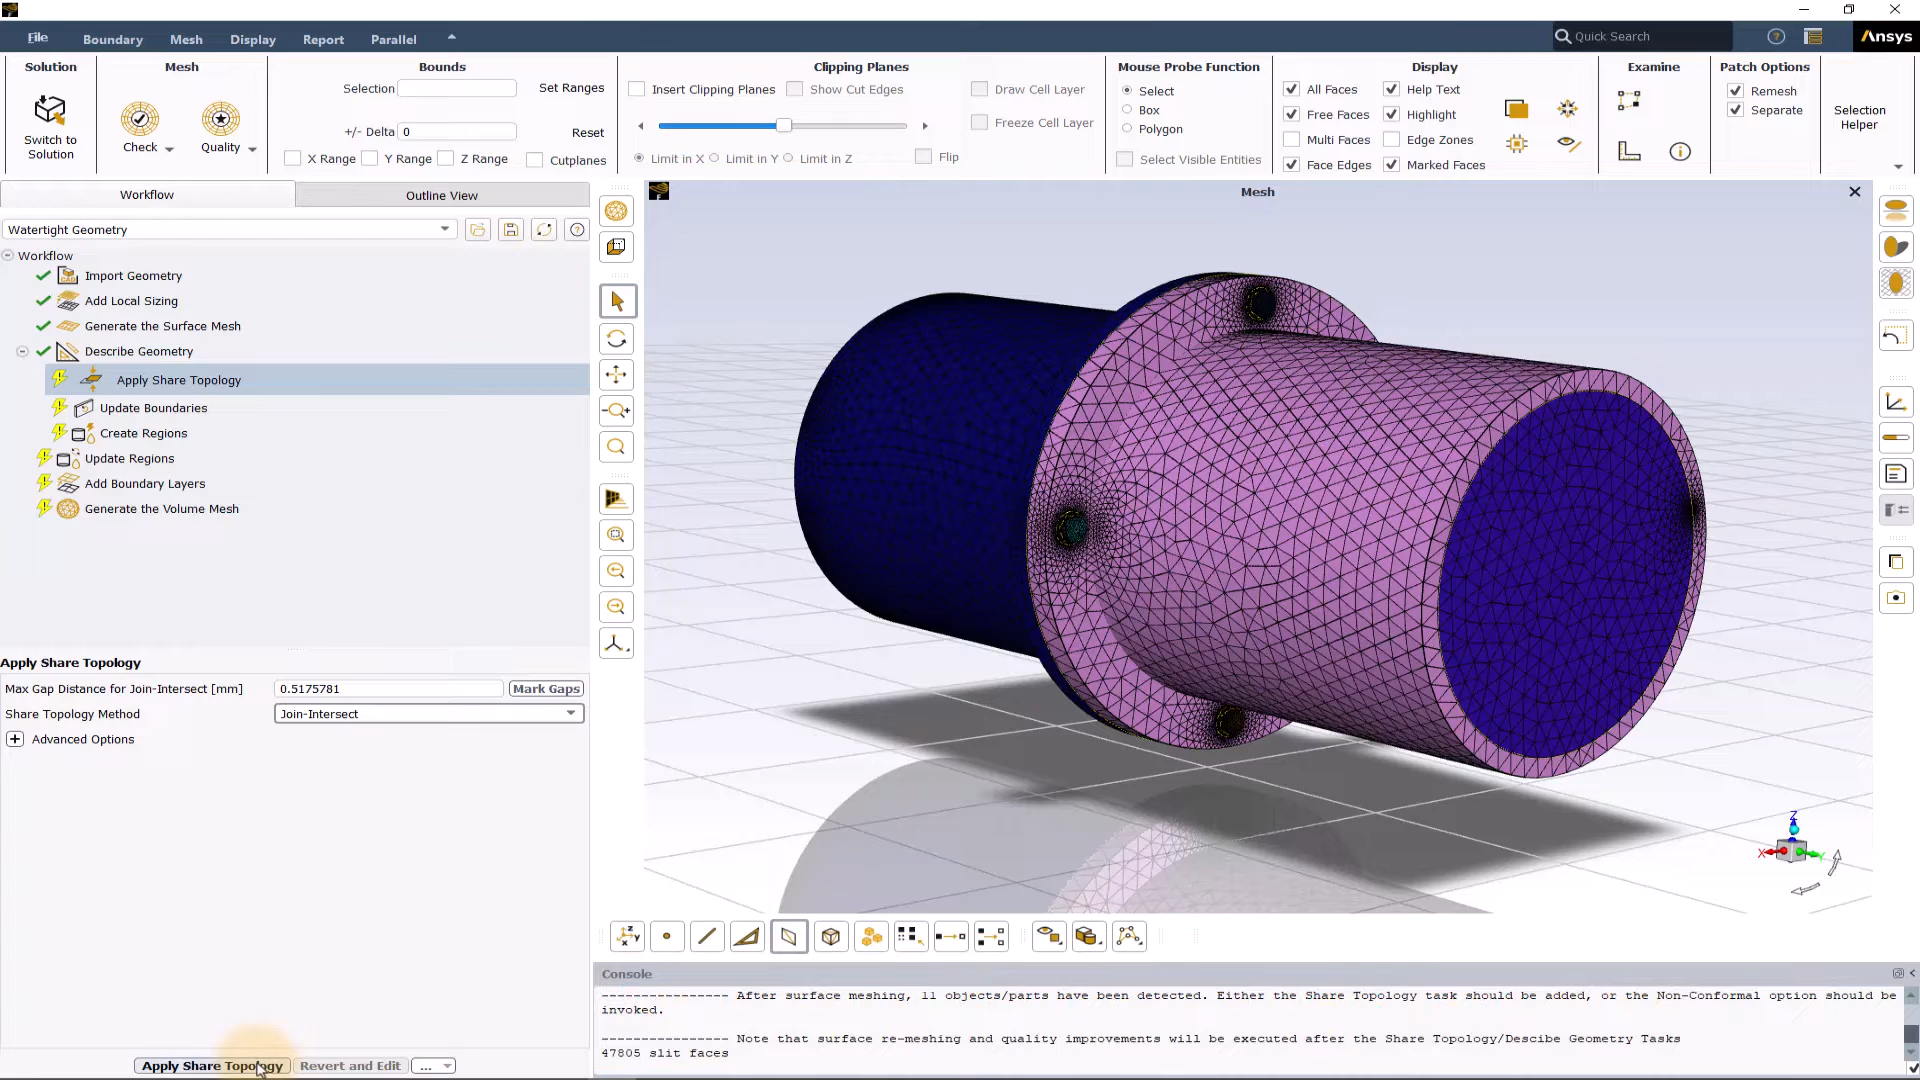 File
Boundary
Mesh
Display
Report
Parallel
Quick Search
Ansys
Solution
Switch to
Solution
Mesh
Check
Quality
Bounds
Selection
Set Ranges
+/- Delta 0
Reset
X Range
Y Range
Z Range
Cutplanes
Clipping Planes
Insert Clipping Planes
Show Cut Edges
Draw Cell Layer
Freeze Cell Layer
Limit in X
Limit in Y
Limit in Z
Flip
Mouse Probe Function
Select
Box
Polygon
Select Visible Entities
Display
All Faces
Help Text
Free Faces
Highlight
Multi Faces
Edge Zones
Face Edges
Marked Faces
Examine
Patch Options
Remesh
Separate
Selection
Helper
Workflow
Outline View
Watertight Geometry
Workflow
Import Geometry
Add Local Sizing
Generate the Surface Mesh
Describe Geometry
Apply Share Topology
Update Boundaries
Create Regions
Update Regions
Add Boundary Layers
Generate the Volume Mesh
Apply Share Topology
Max Gap Distance for Join-Intersect [mm]
0.5175781
Mark Gaps
Share Topology Method
Join-Intersect
Advanced Options
Apply Share Topology
Revert and Edit
...
Mesh
Z
X
Y
Console
---------------- After surface meshing, 11 objects/parts have been detected. Either the Share Topology task should be added, or the Non-Conformal option should be
invoked.
---------------- Note that surface re-meshing and quality improvements will be executed after the Share Topology/Descibe Geometry Tasks
47805 slit faces